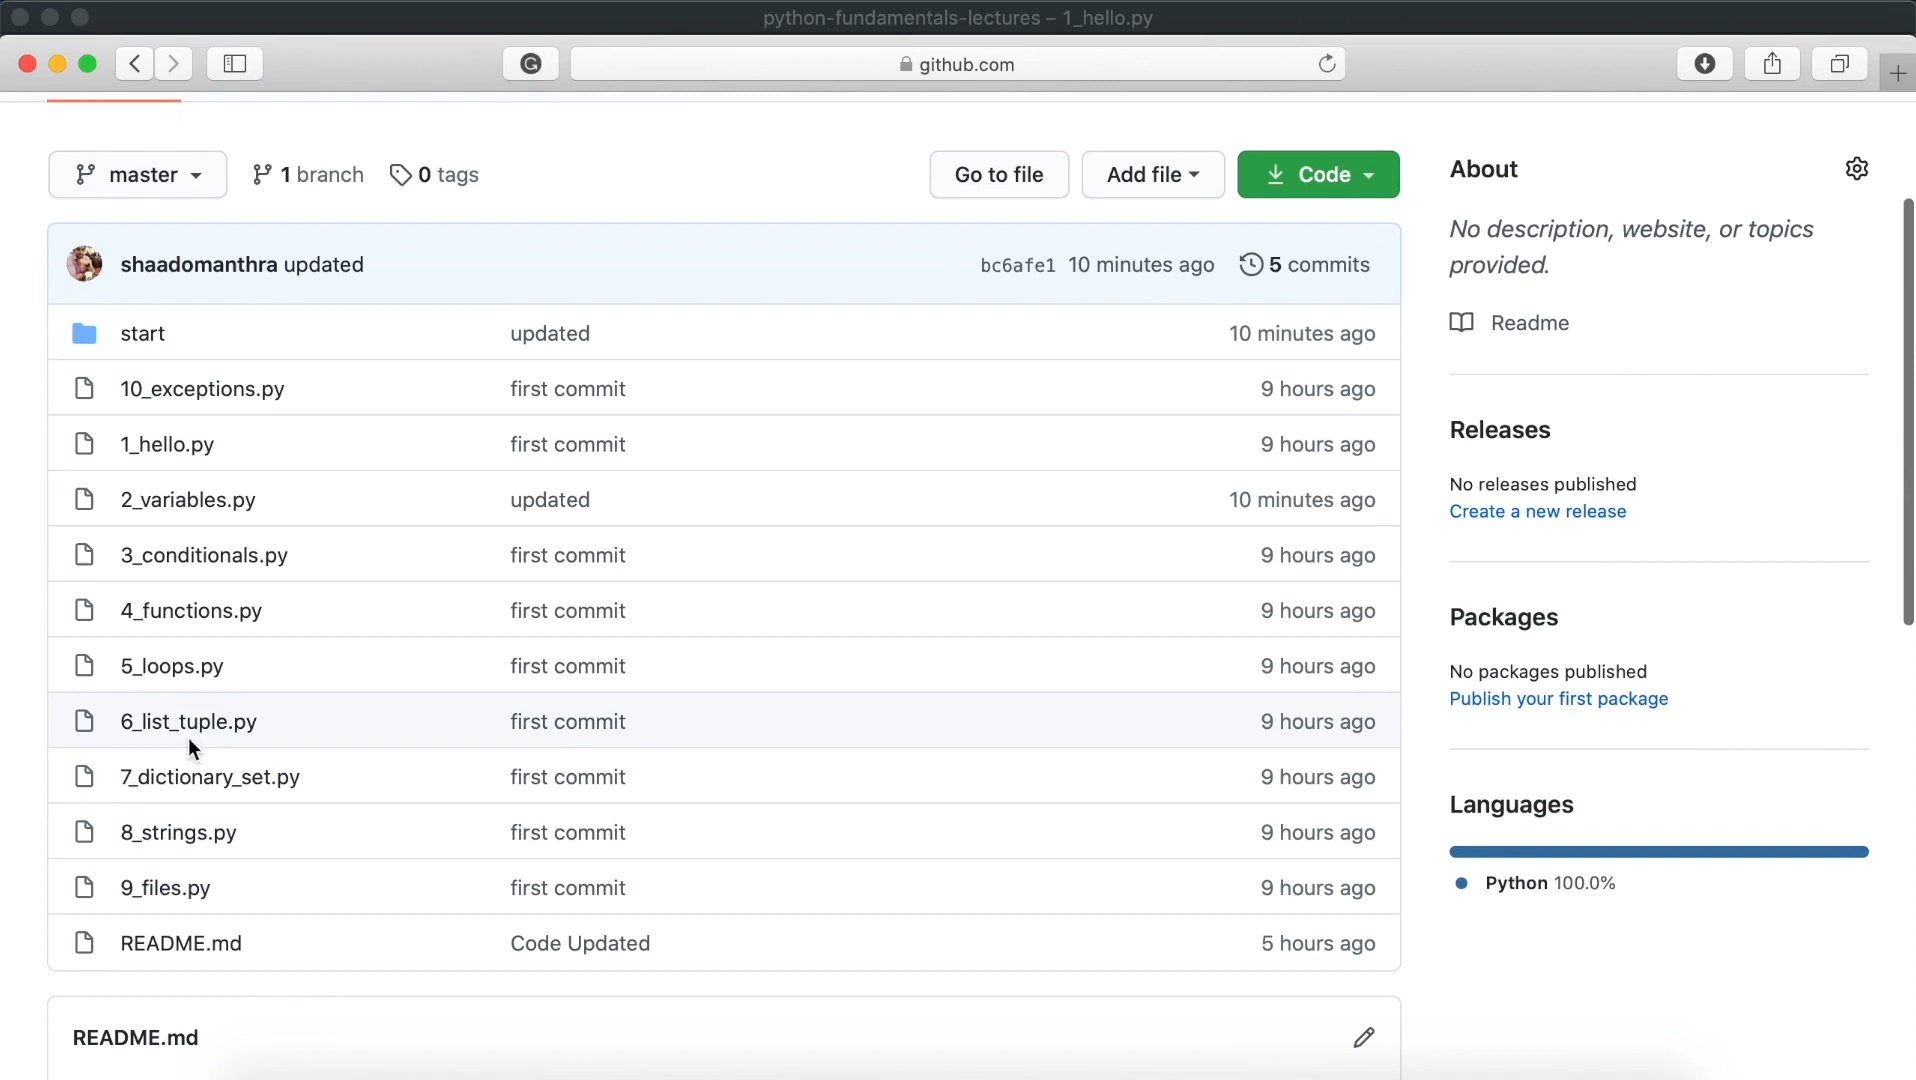 python-fundamentals-lectures – 1_hello.py
github.com
master
1 branch
0 tags
Go to file
Add file
Code
shaadomanthra updated
bc6afe1 10 minutes ago
5 commits
start updated 10 minutes ago
10_exceptions.py first commit 9 hours ago
1_hello.py first commit 9 hours ago
2_variables.py updated 10 minutes ago
3_conditionals.py first commit 9 hours ago
4_functions.py first commit 9 hours ago
5_loops.py first commit 9 hours ago
6_list_tuple.py first commit 9 hours ago
7_dictionary_set.py first commit 9 hours ago
8_strings.py first commit 9 hours ago
9_files.py first commit 9 hours ago
README.md Code Updated 5 hours ago
README.md
About
No description, website, or topics
provided.
Readme
Releases
No releases published
Create a new release
Packages
No packages published
Publish your first package
Languages
Python 100.0%